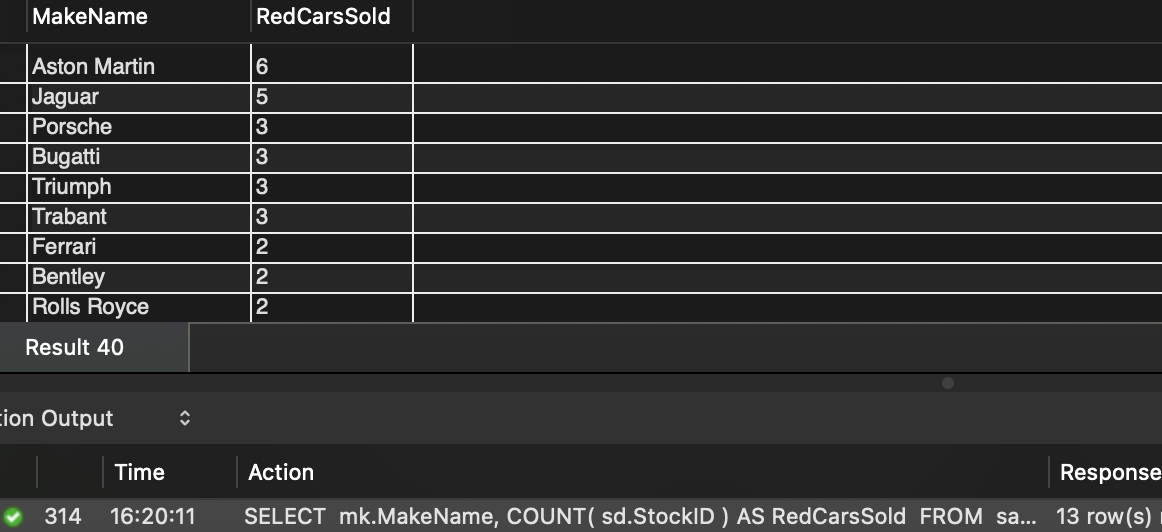 MakeName RedCarsSold
Aston Martin 6
Jaguar 5
Porsche 3
Bugatti 3
Triumph 3
Trabant 3
Ferrari 2
Bentley 2
Rolls Royce 2
Result 40
tion Output
Time Action Response
314 16:20:11 SELECT mk.MakeName, COUNT( sd.StockID ) AS RedCarsSold FROM sa... 13 row(s)